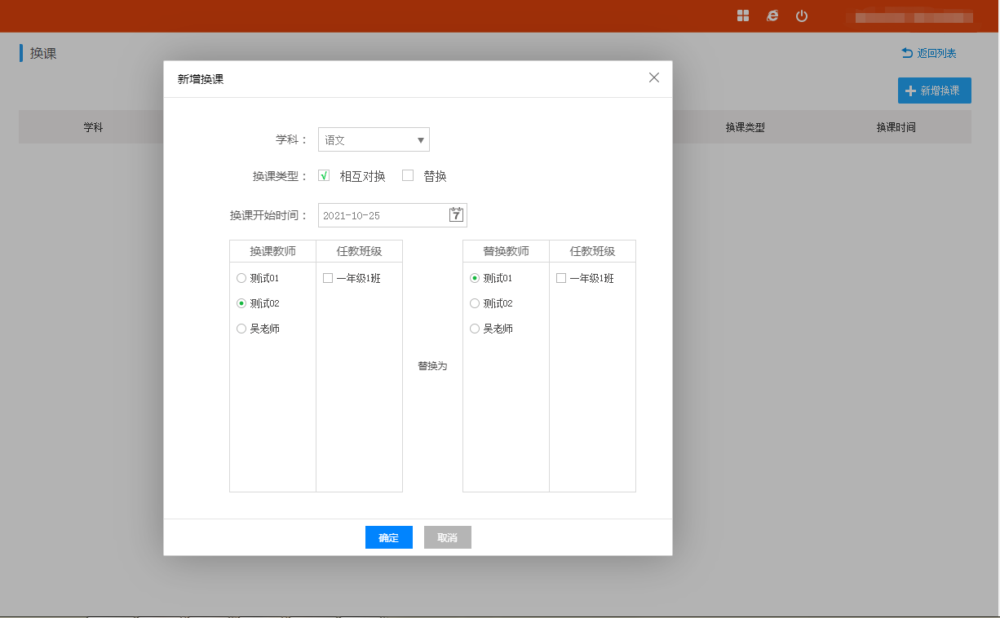 换课
返回列表
新增换课
学科
换课类型
换课时间
新增换课
学科：
语文
换课类型：
√ 相互对换 替换
换课开始时间：
2021-10-25
7
换课教师 任教班级
测试01 一年级1班
测试02
吴老师
替换为
替换教师 任教班级
测试01 一年级1班
测试02
吴老师
确定
取消